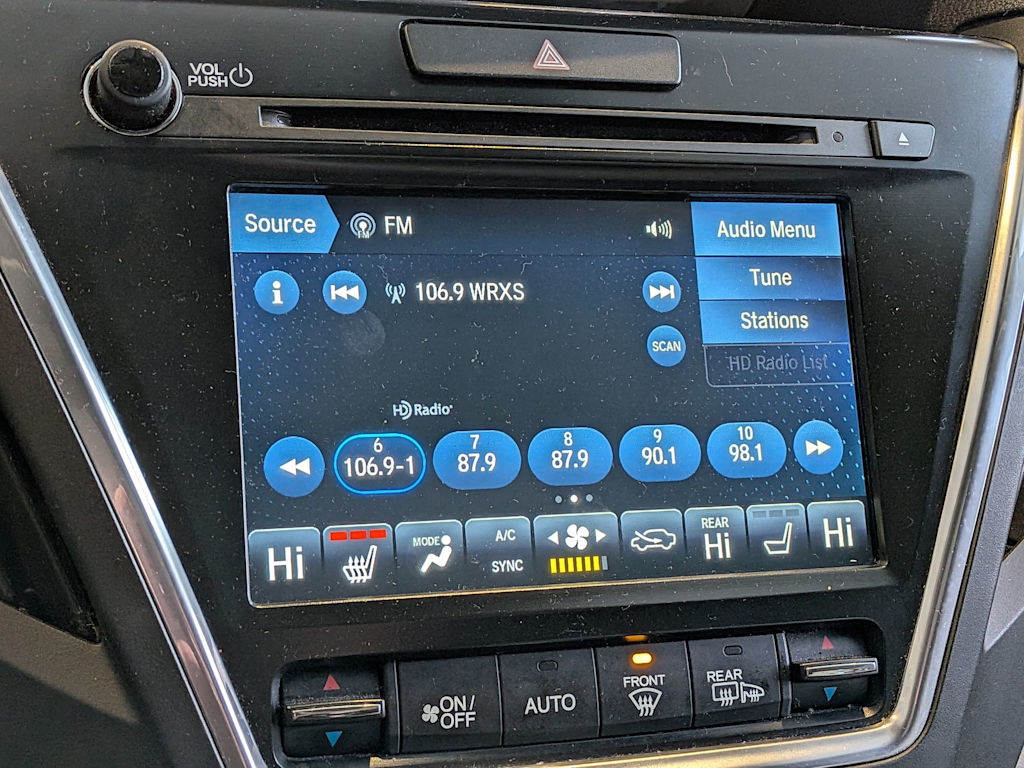 VOL
PUSH
Source
FM
FM
Audio Menu
106.9 WRXS
Tune
Stations
SCAN
HD Radio List
HD Radio
6
106.9-1
7
87.9
8
87.9
9
90.1
10
98.1
Hi
MODE
A/C
SYNC
REAR
Hi
Hi
ON/
OFF
AUTO
FRONT
REAR